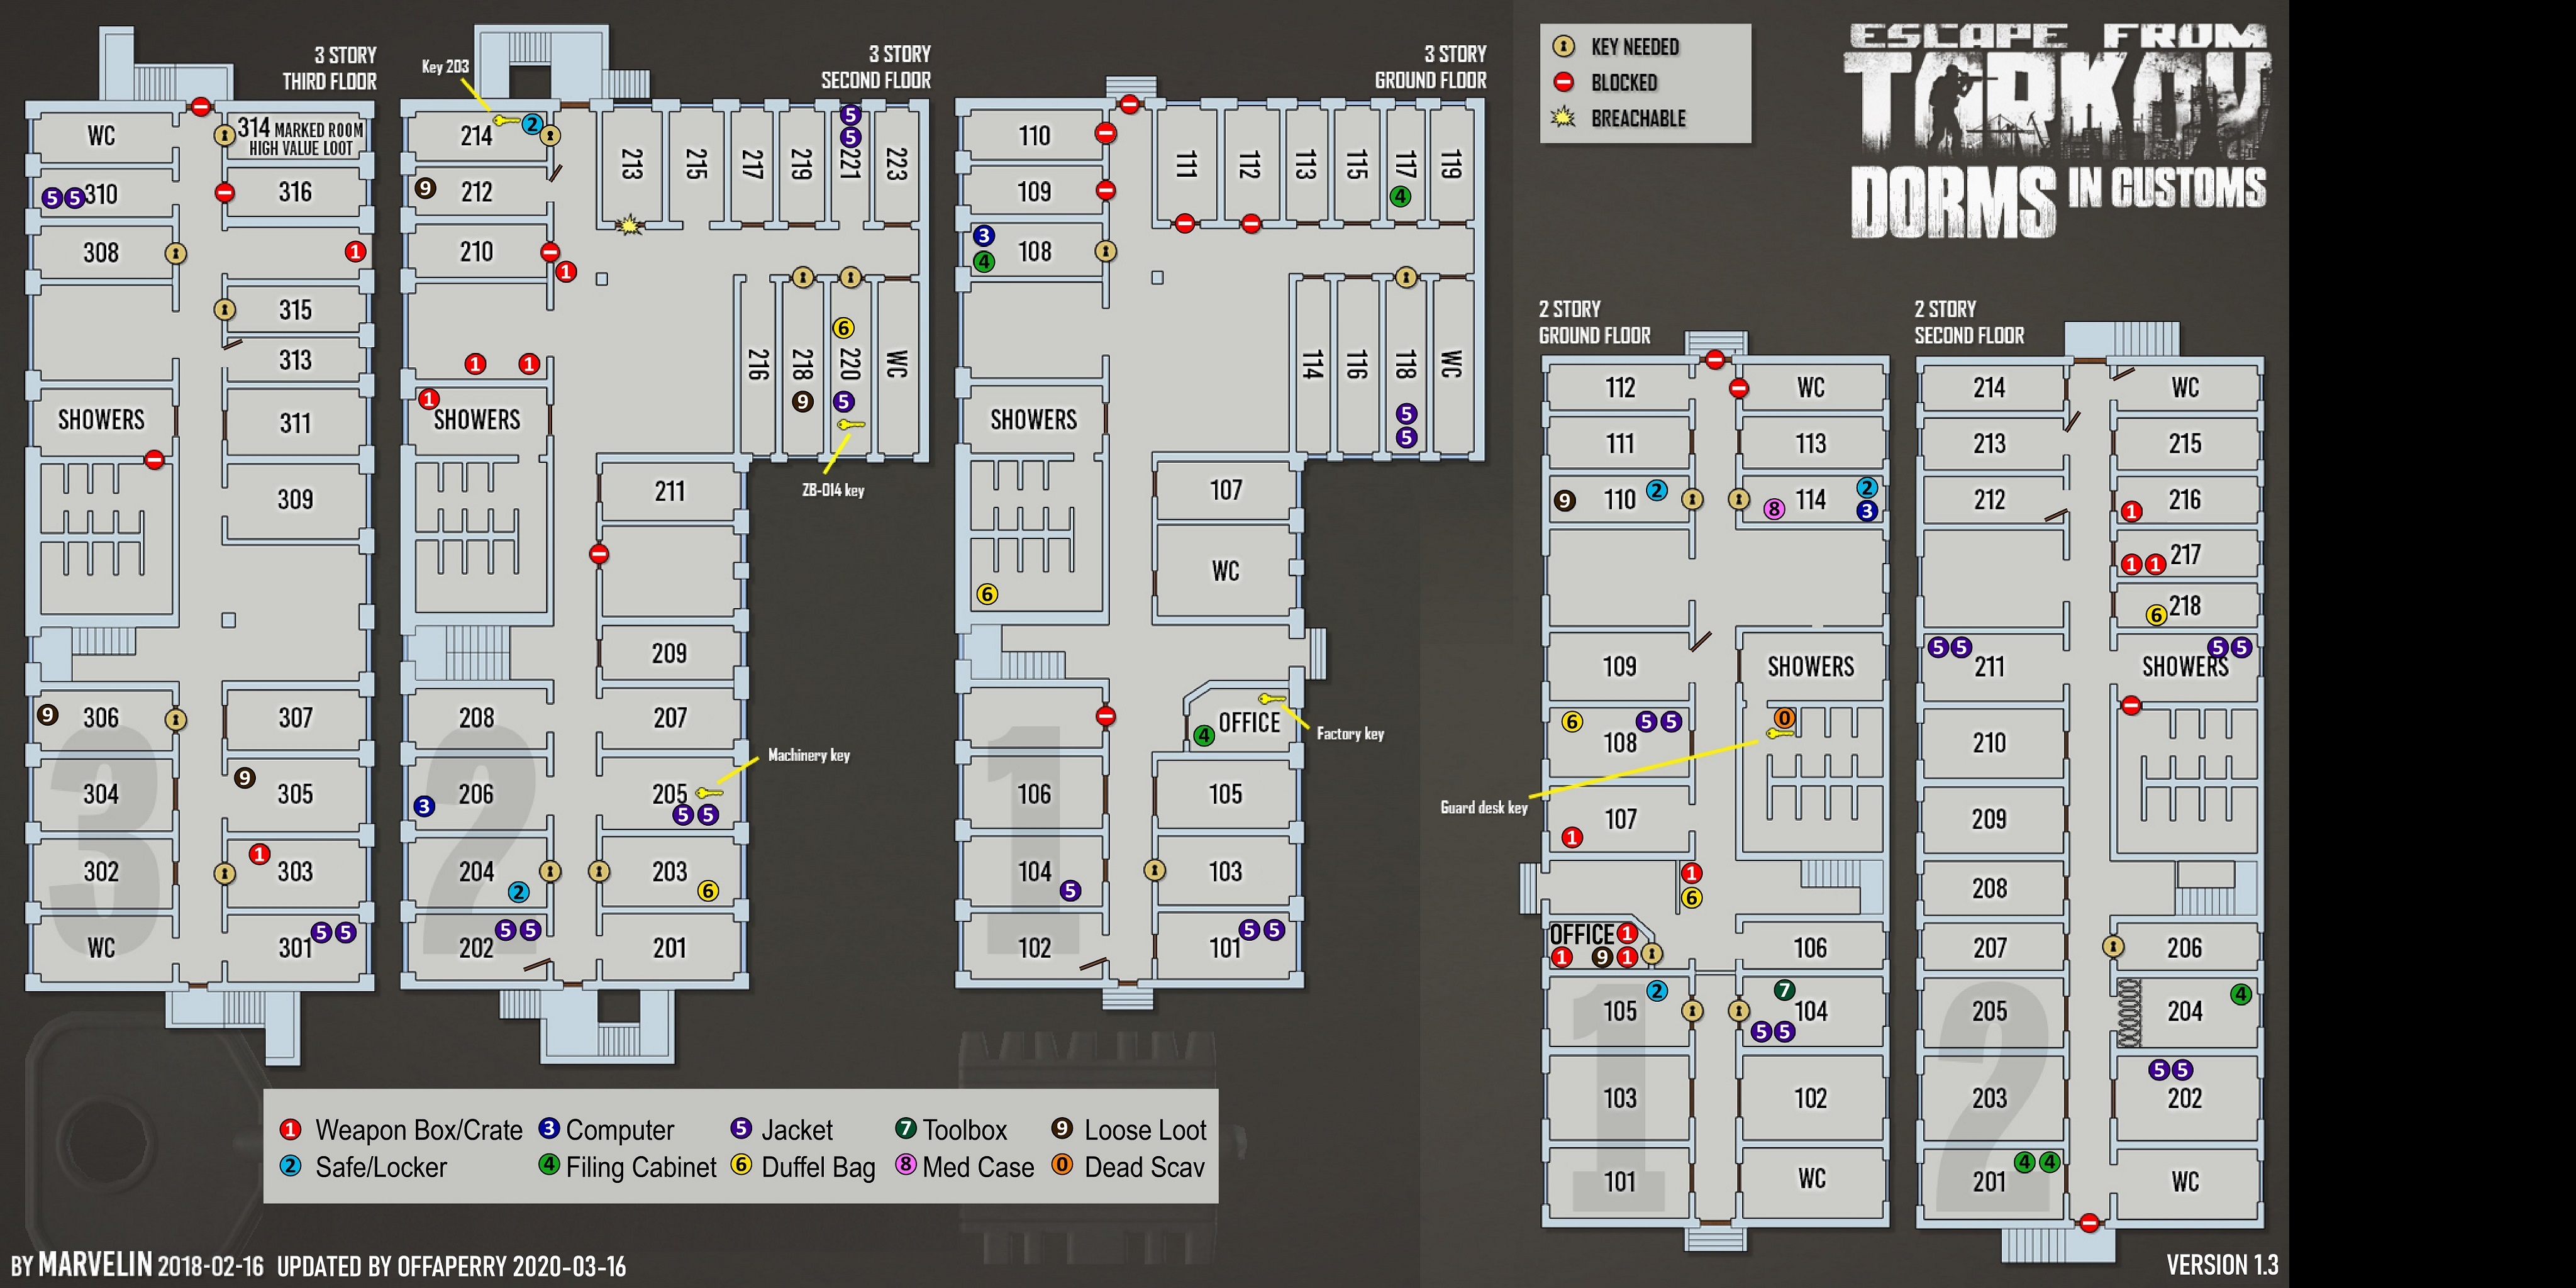 3 STORY
THIRD FLOOR
WC
314 MARKED ROOM
HIGH VALUE LOOT
5 5 310
316
308
1
315
313
SHOWERS
311
309
9 306
307
304
9
305
302
1
303
WC
301 5 5
3
3 STORY
SECOND FLOOR
Key 203
214 2
9 212
210
1
1 1
1
SHOWERS
213
215
217
219
5
5
221
223
216
218
9
6
220
5
WC
ZB-014 key
211
209
208
207
Machinery key
3 206
205
5 5
204
2
203
6
5 5
202
201
2
3 STORY
GROUND FLOOR
110
109
3
4
108
111
112
113
115
117
4
119
SHOWERS
114
116
118
5
5
WC
107
WC
6
OFFICE
4
Factory key
106
105
104
5
103
102
101 5 5
1
KEY NEEDED
BLOCKED
BREACHABLE
ESCAPE FROM
TARKOV
DORMS IN CUSTOMS
2 STORY
GROUND FLOOR
112
WC
111
113
9 110 2
8 114 2
3
109
SHOWERS
6 5 5
108
0
Guard desk key
107
1
1
6
OFFICE 1
1 9 1
106
105 2
7
104
5 5
103
102
101
WC
1
2 STORY
SECOND FLOOR
214
WC
213
215
212
216
1
217
1 1
218
6
5 5
211
5 5
SHOWERS
210
209
208
207
206
205
204 4
203
5 5
202
201 4 4
WC
2
1 Weapon Box/Crate
3 Computer
5 Jacket
7 Toolbox
9 Loose Loot
2 Safe/Locker
4 Filing Cabinet
6 Duffel Bag
8 Med Case
0 Dead Scav
BY MARVELIN 2018-02-16 UPDATED BY OFFAPERRY 2020-03-16
VERSION 1.3